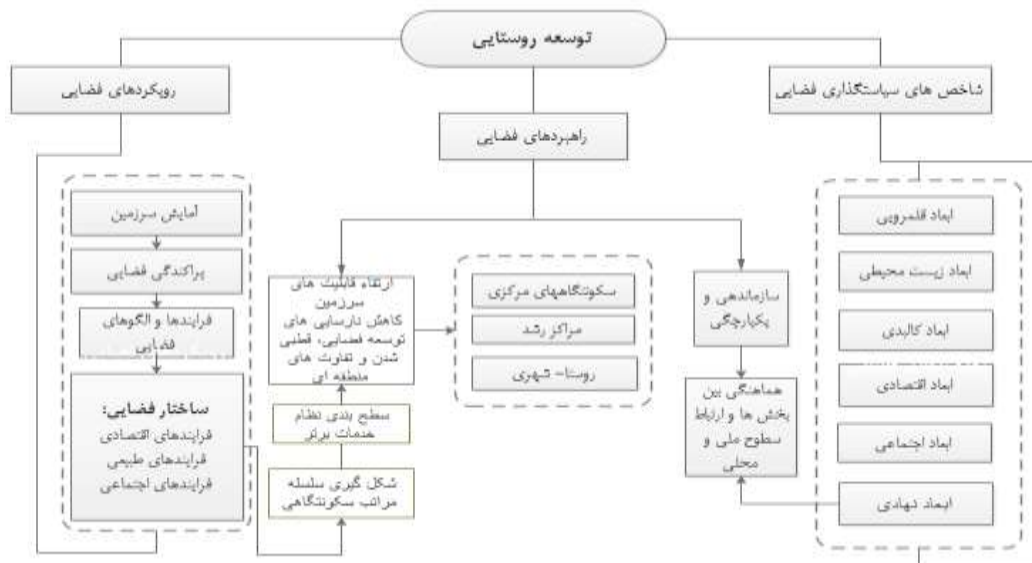 توسعه روستایی
شاخص های سیاستگذاری فضایی
راهبردهای فضایی
رویکردهای فضایی
ابعاد قلمرویی
ابعاد زیست محیطی
ابعاد کالبدی
ابعاد اقتصادی
ابعاد اجتماعی
ابعاد نهادی
سازماندهی و
یکپارچگی
هماهنگی بین
بخش ها و ارتباط
سطوح ملی و
محلی
سکونتگاههای مرکزی
مراکز رشد
روستا- شهری
ارتقاء قابلیت های
سرزمین
کاهش نارسایی های
توسعه فضایی، قطبی
شدن و تفاوت های
منطقه ای
سطح بندی نظام
خدمات برتر
شکل گیری سلسله
مراتب سکونتگاهی
آمایش سرزمین
پراکندگی فضایی
فرایندها و الگوهای
فضایی
ساختار فضایی:
فرایندهای اقتصادی
فرایندهای طبیعی
فرایندهای اجتماعی